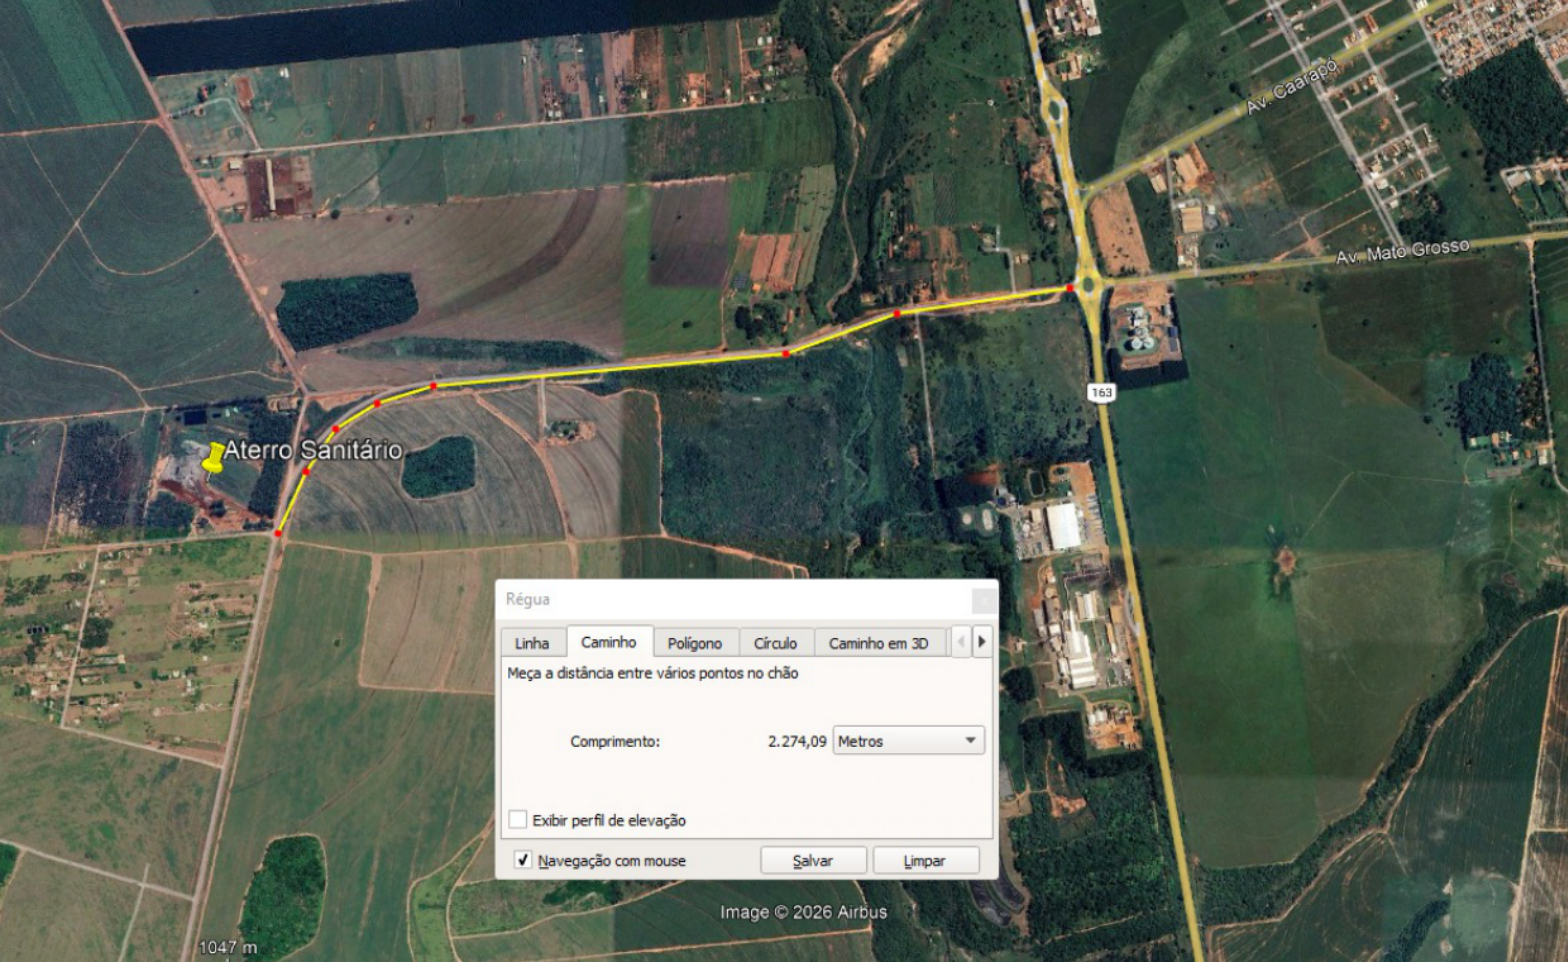 Av. Caarapó
Av. Mato Grosso
163
Aterro Sanitário
Régua
Linha
Caminho
Polígono
Círculo
Caminho em 3D
Meça a distância entre vários pontos no chão
Comprimento:
2.274,09
Metros
Exibir perfil de elevação
Navegação com mouse
Salvar
Limpar
Image © 2026 Airbus
1047 m